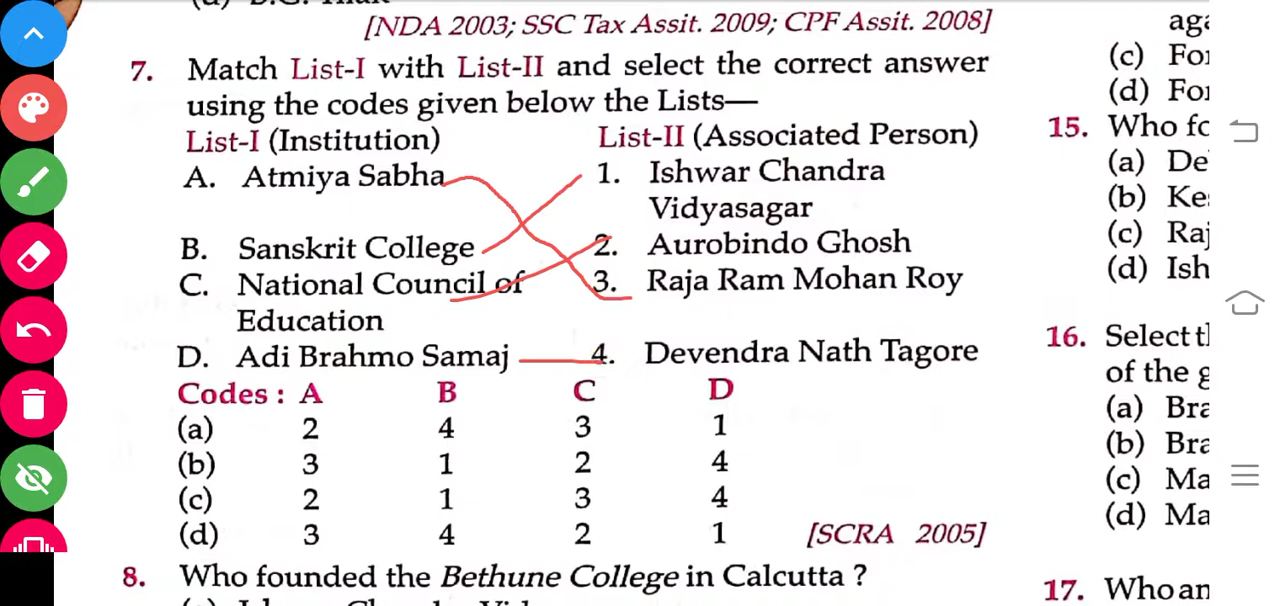 [NDA 2003; SSC Tax Assit. 2009; CPF Assit. 2008]
7. Match List-I with List-II and select the correct answer
using the codes given below the Lists—
List-I (Institution) List-II (Associated Person)
A. Atmiya Sabha 1. Ishwar Chandra
Vidyasagar
B. Sanskrit College 2. Aurobindo Ghosh
C. National Council of 3. Raja Ram Mohan Roy
Education
D. Adi Brahmo Samaj 4. Devendra Nath Tagore
Codes : A B C D
(a) 2 4 3 1
(b) 3 1 2 4
(c) 2 1 3 4
(d) 3 4 2 1 [SCRA 2005]
8. Who founded the Bethune College in Calcutta ?
(c)
(d)
15. Who
(a)
(b)
(c)
(d)
16. Select
of the
(a)
(b)
(c)
(d)
17. Who